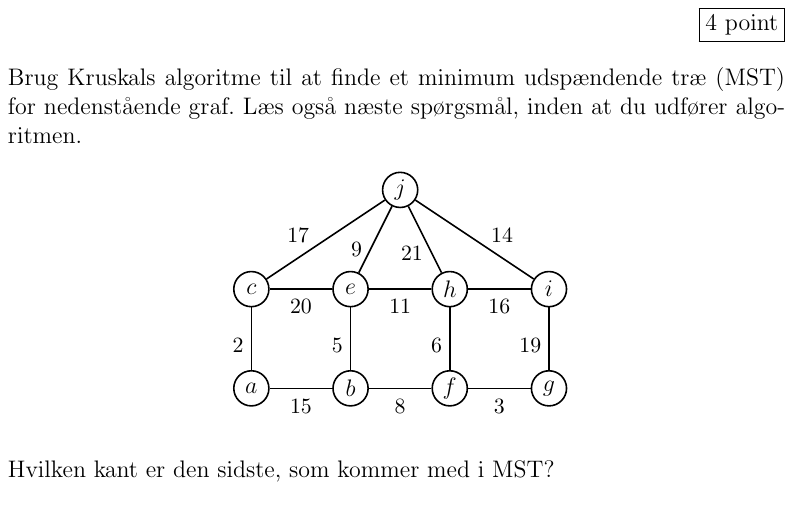 4 point
Brug Kruskals algoritme til at finde et minimum udspændende træ (MST)
for nedenstående graf. Læs også næste spørgsmål, inden at du udfører algo-
ritmen.
j
17
9
21
14
c
e
h
i
20
11
16
2
5
6
19
a
b
f
g
15
8
3
Hvilken kant er den sidste, som kommer med i MST?